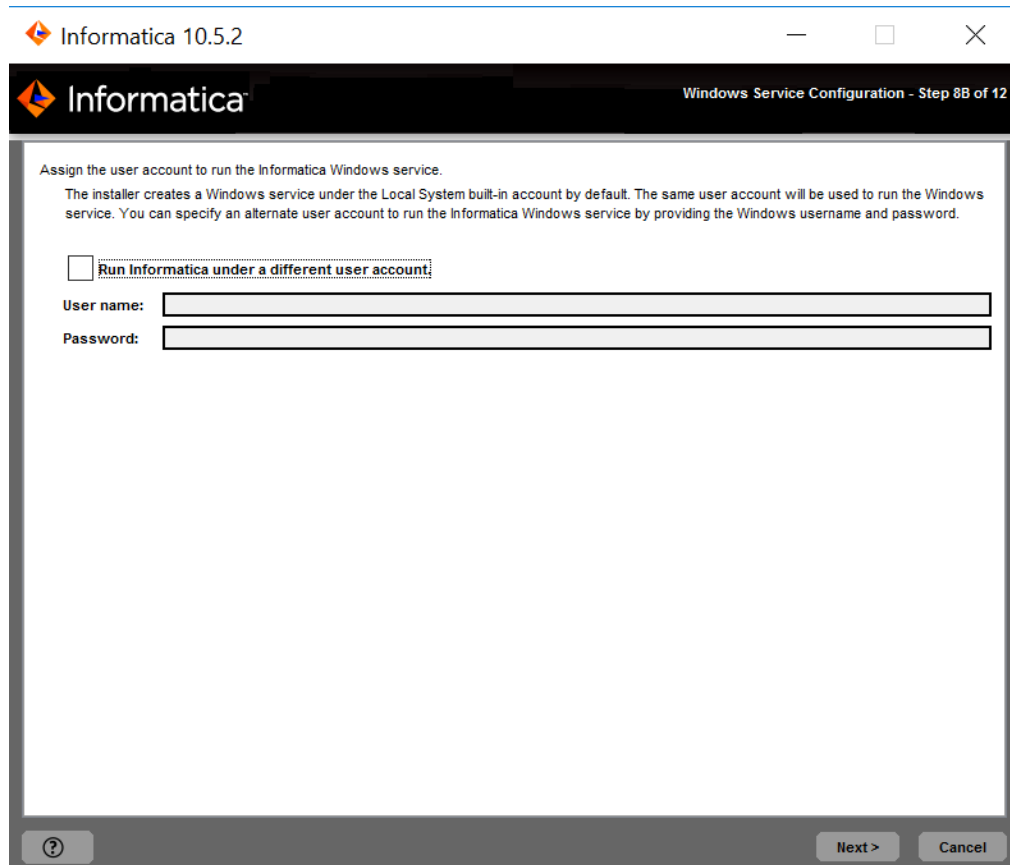 Informatica 10.5.2
Informatica™
Windows Service Configuration - Step 8B of 12
Assign the user account to run the Informatica Windows service.
The installer creates a Windows service under the Local System built-in account by default. The same user account will be used to run the Windows
service. You can specify an alternate user account to run the Informatica Windows service by providing the Windows username and password.
Run Informatica under a different user account.
User name:
Password:
?
Next >
Cancel